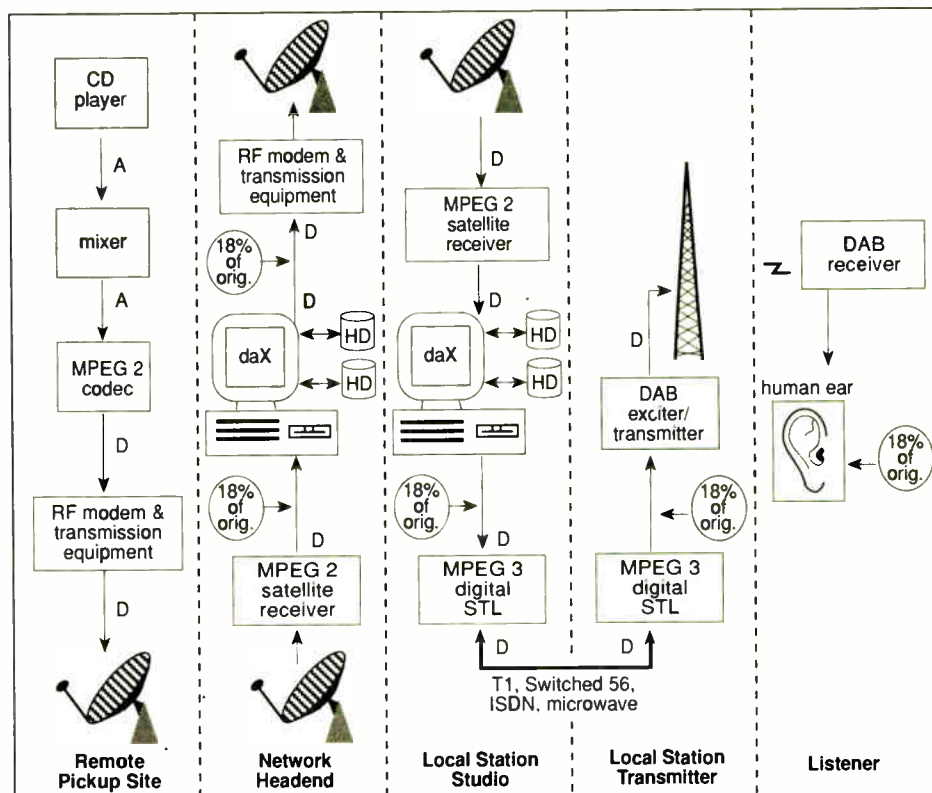 CD
player
A
mixer
A
MPEG 2
codec
D
RF modem &
transmission
equipment
D
Remote
Pickup Site
RF modem &
transmission
equipment
D
18%
of
orig.
D
daX
HD
HD
18%
of
orig.
D
MPEG 2
satellite
receiver
Network
Headend
D
MPEG 2
satellite
receiver
D
daX
HD
HD
18%
of
orig.
D
MPEG 3
digital
STL
D
T1, Switched 56,
ISDN, microwave
Local Station
Studio
D
DAB
exciter/
transmitter
18%
of
orig.
MPEG 3
digital
STL
D
Local Station
Transmitter
DAB
receiver
human ear
18%
of
orig.
Listener